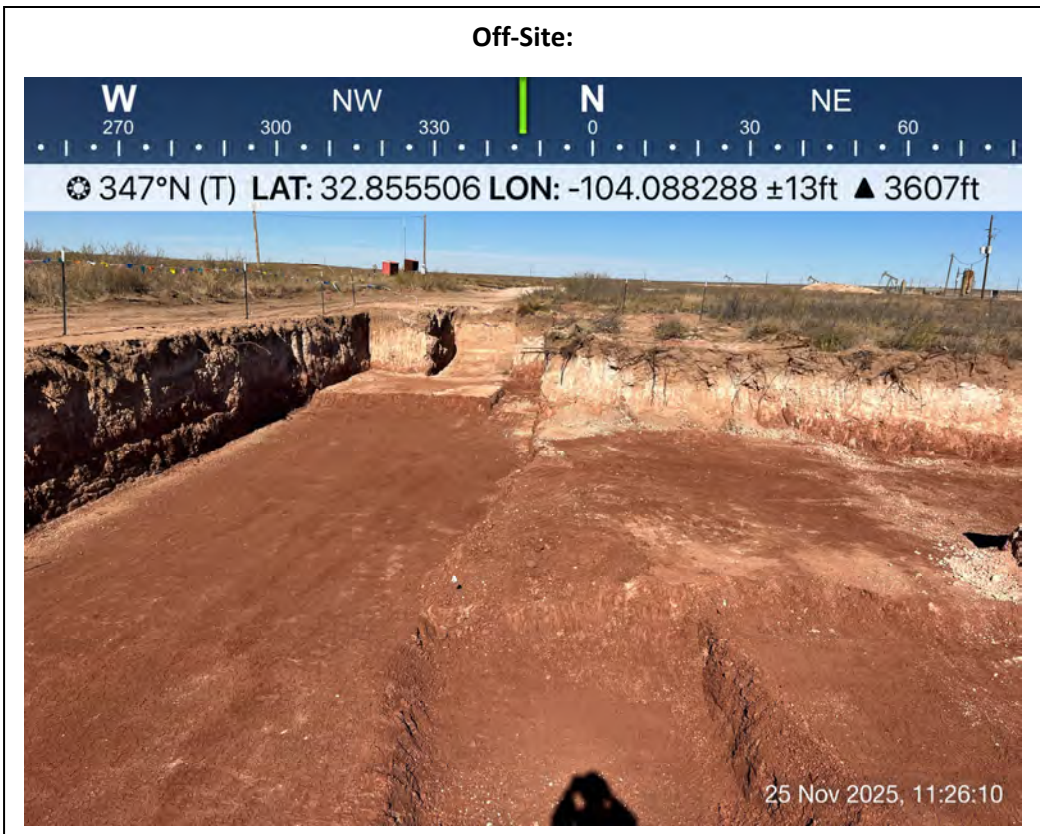 Off-Site:
W NW N NE
270 300 330 0 30 60
347°N (T) LAT: 32.855506 LON: -104.088288 ±13ft ▲ 3607ft
25 Nov 2025, 11:26:10